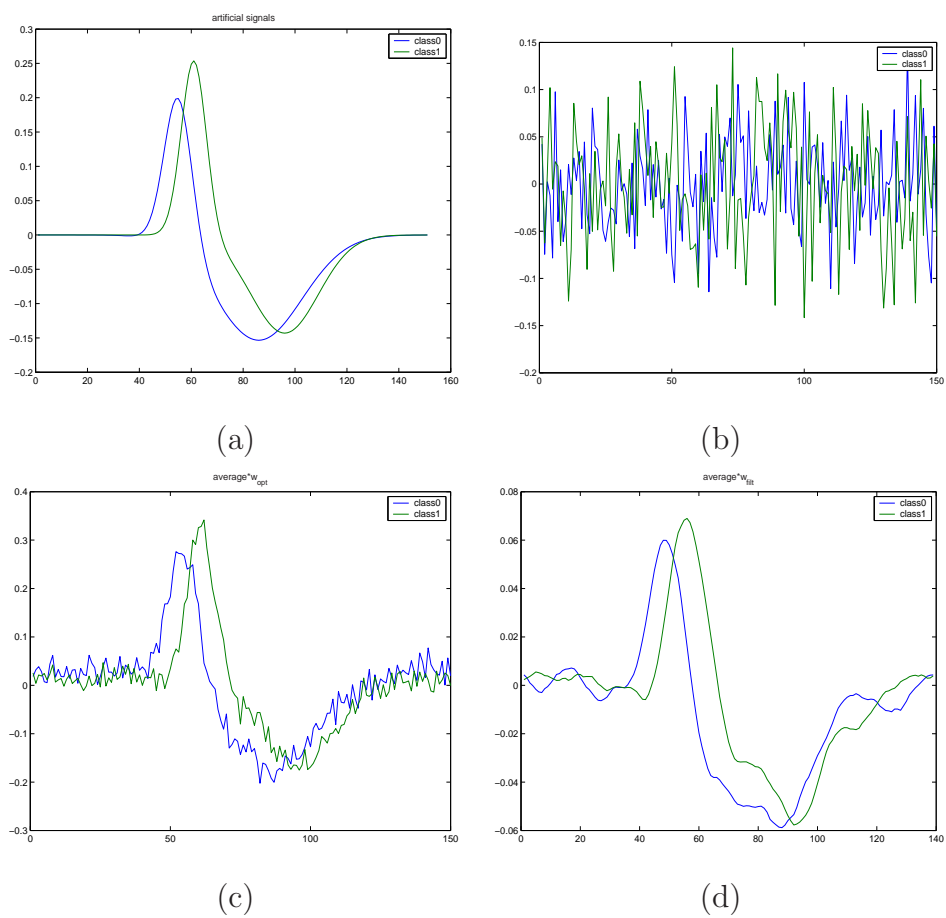 artificial signals
0.3
0.25
0.2
0.15
0.1
0.05
0
−0.05
−0.1
−0.15
−0.2
0 20 40 60 80 100 120 140 160
class0
class1
(a)
0.15
0.1
0.05
0
−0.05
−0.1
−0.15
−0.2
0 50 100 150
class0
class1
(b)
average*w_opt
0.4
0.3
0.2
0.1
0
−0.1
−0.2
−0.3
0 50 100 150
class0
class1
(c)
average*w_filt
0.08
0.06
0.04
0.02
0
−0.02
−0.04
−0.06
0 20 40 60 80 100 120 140
class0
class1
(d)